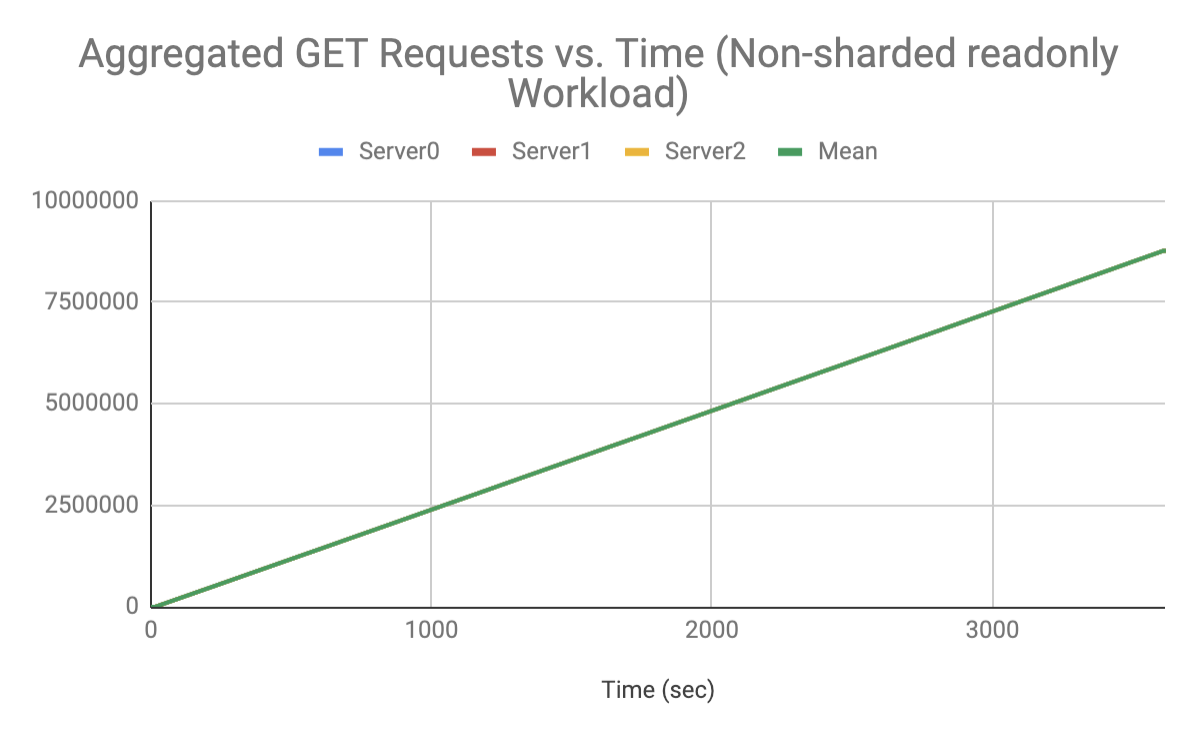 Aggregated GET Requests vs. Time (Non-sharded readonly
Workload)
Server0 Server1 Server2 Mean
10000000
7500000
5000000
2500000
0
0 1000 2000 3000
Time (sec)